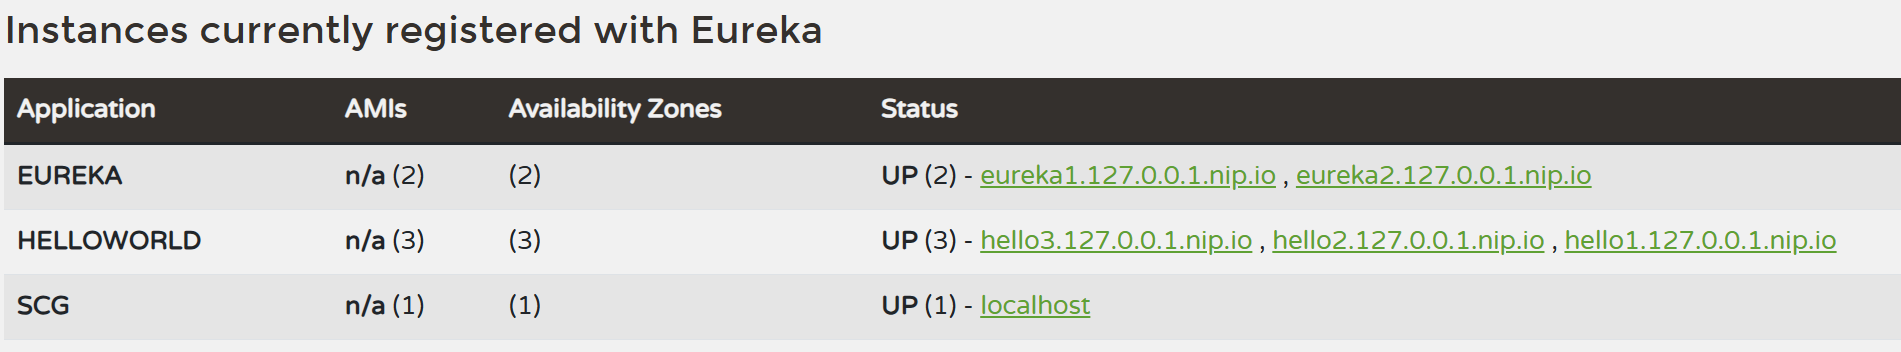 Instances currently registered with Eureka
Application AMIs Availability Zones Status
EUREKA n/a (2) (2) UP (2) - eureka1.127.0.0.1.nip.io , eureka2.127.0.0.1.nip.io
HELLOWORLD n/a (3) (3) UP (3) - hello3.127.0.0.1.nip.io , hello2.127.0.0.1.nip.io , hello1.127.0.0.1.nip.io
SCG n/a (1) (1) UP (1) - localhost